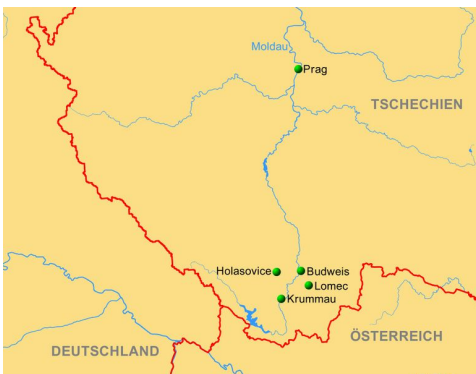 Moldau
Prag
TSCHECHIEN
Holasovice
Budweis
Lomec
Krummau
ÖSTERREICH
DEUTSCHLAND